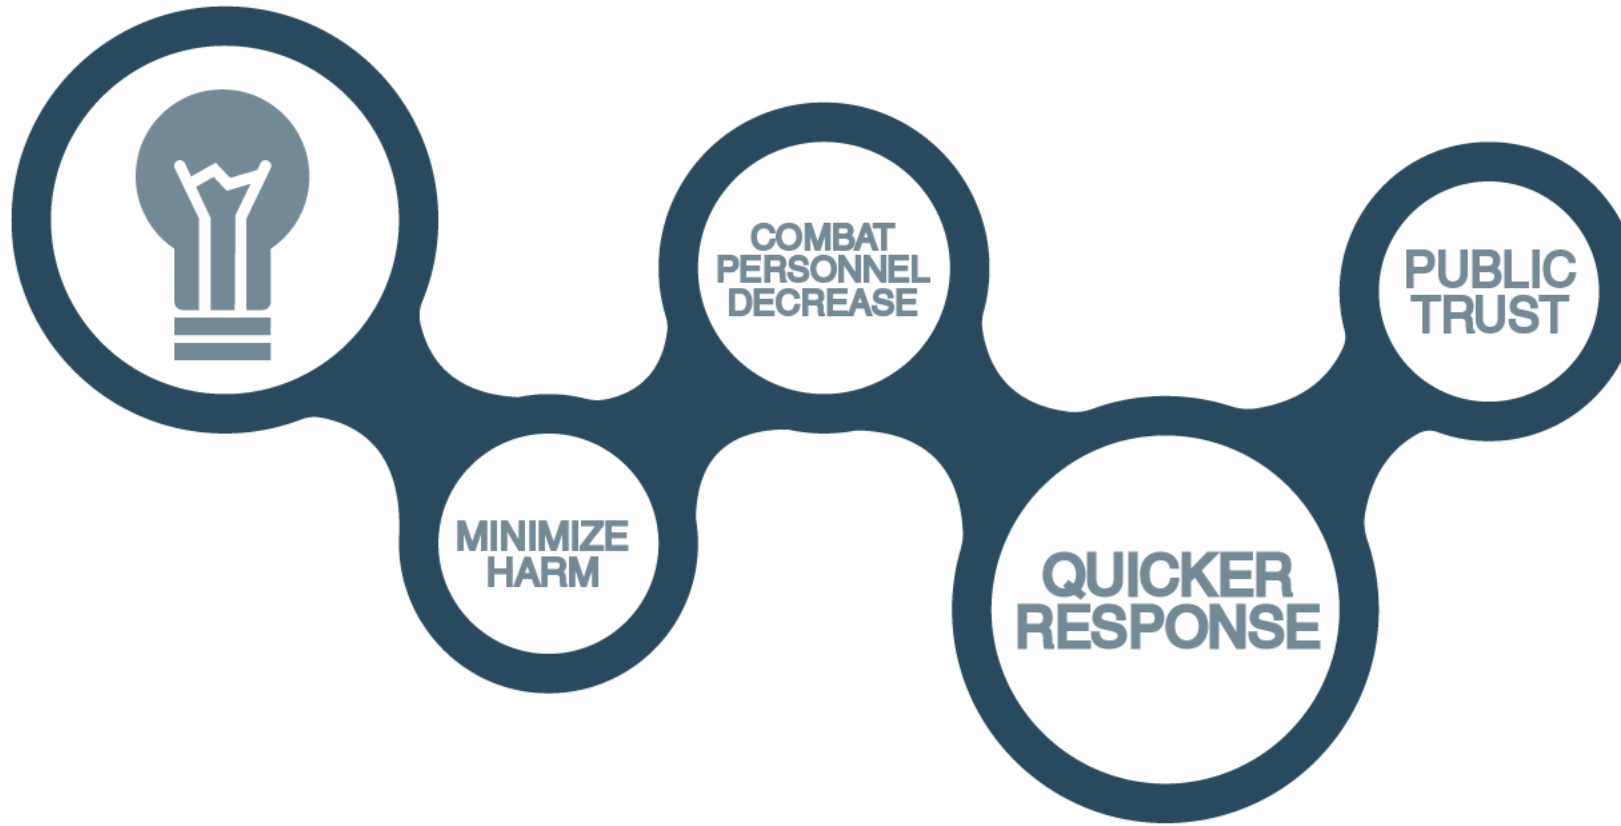 MINIMIZE
HARM
COMBAT
PERSONNEL
DECREASE
QUICKER
RESPONSE
PUBLIC
TRUST